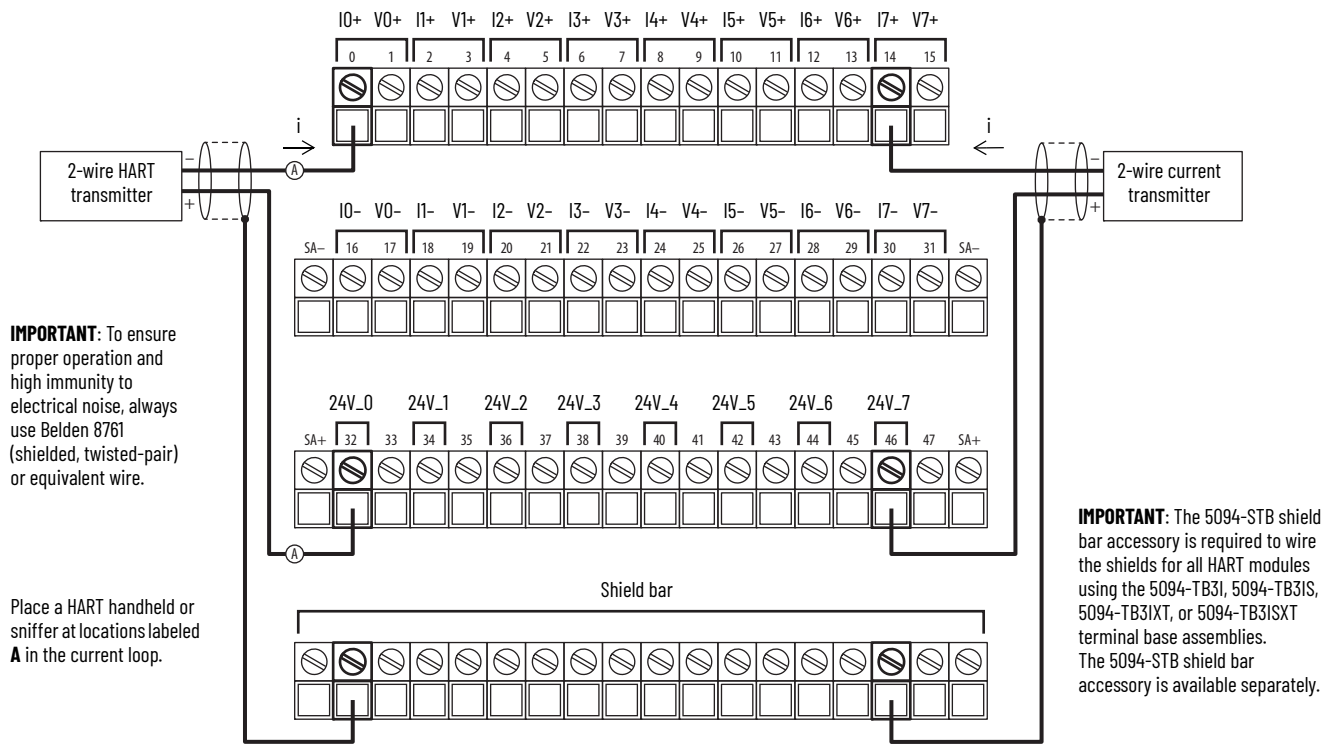 I0+ V0+ I1+ V1+ I2+ V2+ I3+ V3+ I4+ V4+ I5+ V5+ I6+ V6+ I7+ V7+
0 1 2 3 4 5 6 7 8 9 10 11 12 13 14 15
i
i
A
2-wire HART
transmitter
–
+
2-wire current
transmitter
–
+
I0– V0– I1– V1– I2– V2– I3– V3– I4– V4– I5– V5– I6– V6– I7– V7–
SA– 16 17 18 19 20 21 22 23 24 25 26 27 28 29 30 31 SA–
IMPORTANT: To ensure
proper operation and
high immunity to
electrical noise, always
use Belden 8761
(shielded, twisted-pair)
or equivalent wire.
24V_0 24V_1 24V_2 24V_3 24V_4 24V_5 24V_6 24V_7
SA+ 32 33 34 35 36 37 38 39 40 41 42 43 44 45 46 47 SA+
A
Place a HART handheld or
sniffer at locations labeled
A in the current loop.
Shield bar
IMPORTANT: The 5094-STB shield
bar accessory is required to wire
the shields for all HART modules
using the 5094-TB3I, 5094-TB3IS,
5094-TB3IXT, or 5094-TB3ISXT
terminal base assemblies.
The 5094-STB shield bar
accessory is available separately.